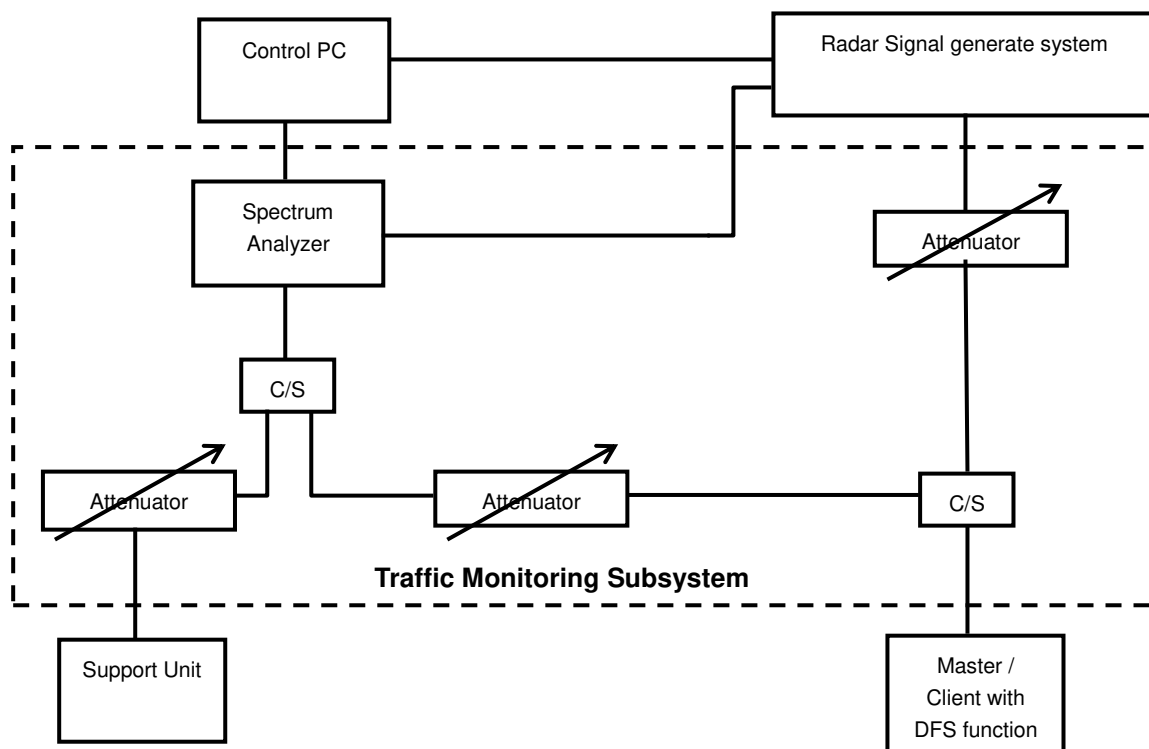 Control PC
Radar Signal generate system
Spectrum
Analyzer
Attenuator
C/S
Attenuator
Attenuator
C/S
Traffic Monitoring Subsystem
Support Unit
Master /
Client with
DFS function